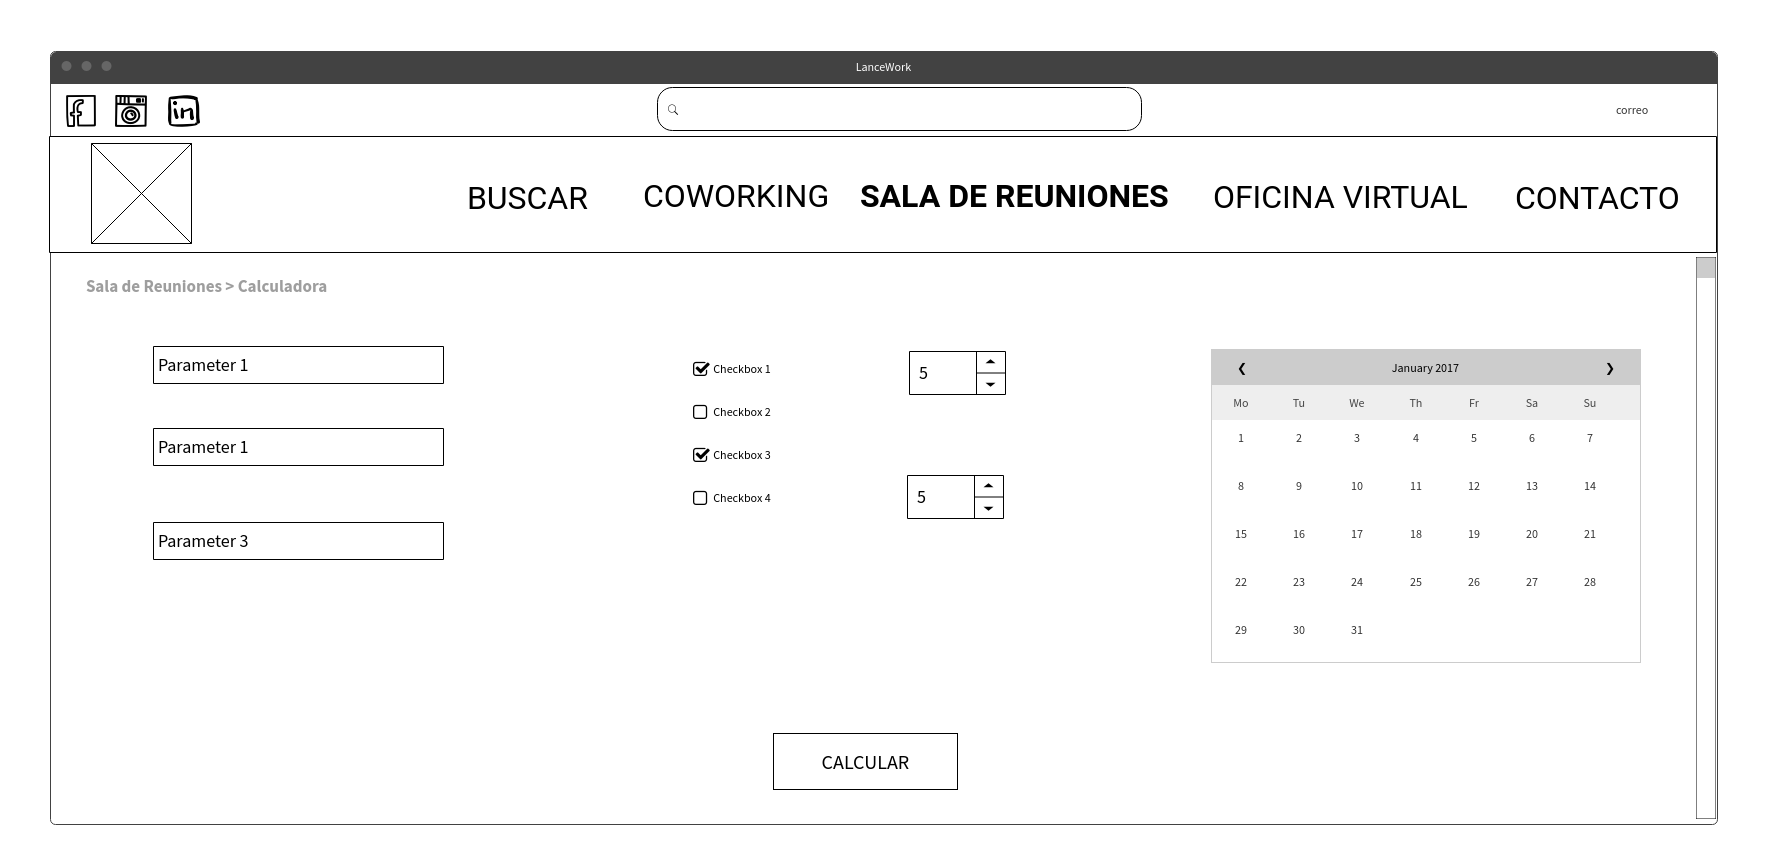 LanceWork
correo
BUSCAR COWORKING SALA DE REUNIONES OFICINA VIRTUAL CONTACTO
Sala de Reuniones > Calculadora
Parameter 1
Parameter 1
Parameter 3
Checkbox 1
Checkbox 2
Checkbox 3
Checkbox 4
5
5
January 2017
Mo Tu We Th Fr Sa Su
1 2 3 4 5 6 7
8 9 10 11 12 13 14
15 16 17 18 19 20 21
22 23 24 25 26 27 28
29 30 31
CALCULAR